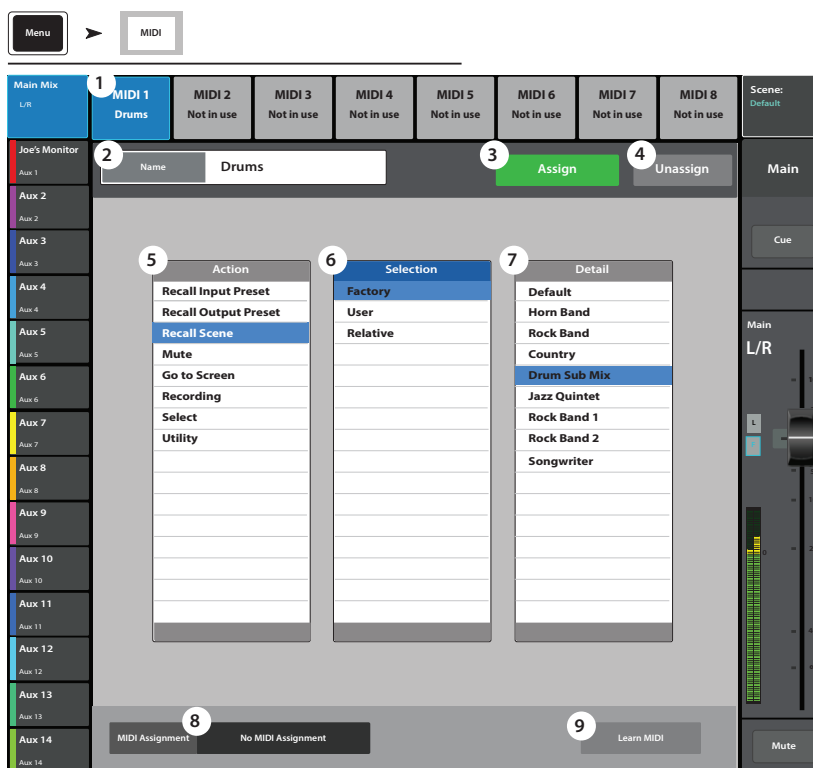 Menu
MIDI
Main Mix
L/R
1
MIDI 1
Drums
MIDI 2
Not in use
MIDI 3
Not in use
MIDI 4
Not in use
MIDI 5
Not in use
MIDI 6
Not in use
MIDI 7
Not in use
MIDI 8
Not in use
Scene:
Default
Joe's Monitor
Aux 1
Aux 2
Aux 2
Aux 3
Aux 3
Aux 4
Aux 4
Aux 5
Aux 5
Aux 6
Aux 6
Aux 7
Aux 7
Aux 8
Aux 8
Aux 9
Aux 9
Aux 10
Aux 10
Aux 11
Aux 11
Aux 12
Aux 12
Aux 13
Aux 13
Aux 14
Aux 14
2
Name
Drums
3
Assign
4
Unassign
5
Action
Recall Input Preset
Recall Output Preset
Recall Scene
Mute
Go to Screen
Recording
Select
Utility
6
Selection
Factory
User
Relative
7
Detail
Default
Horn Band
Rock Band
Country
Drum Sub Mix
Jazz Quintet
Rock Band 1
Rock Band 2
Songwriter
8
MIDI Assignment
No MIDI Assignment
9
Learn MIDI
Main
Cue
Main
L/R
L
0
Mute